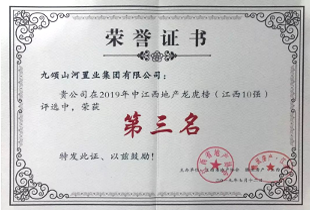 荣誉证书
九领山河置业集团有限公司：
贵公司在2019年中江西地产龙虎榜（江西10强）
评选中，荣获
第三名
特发此证、以兹鼓励！